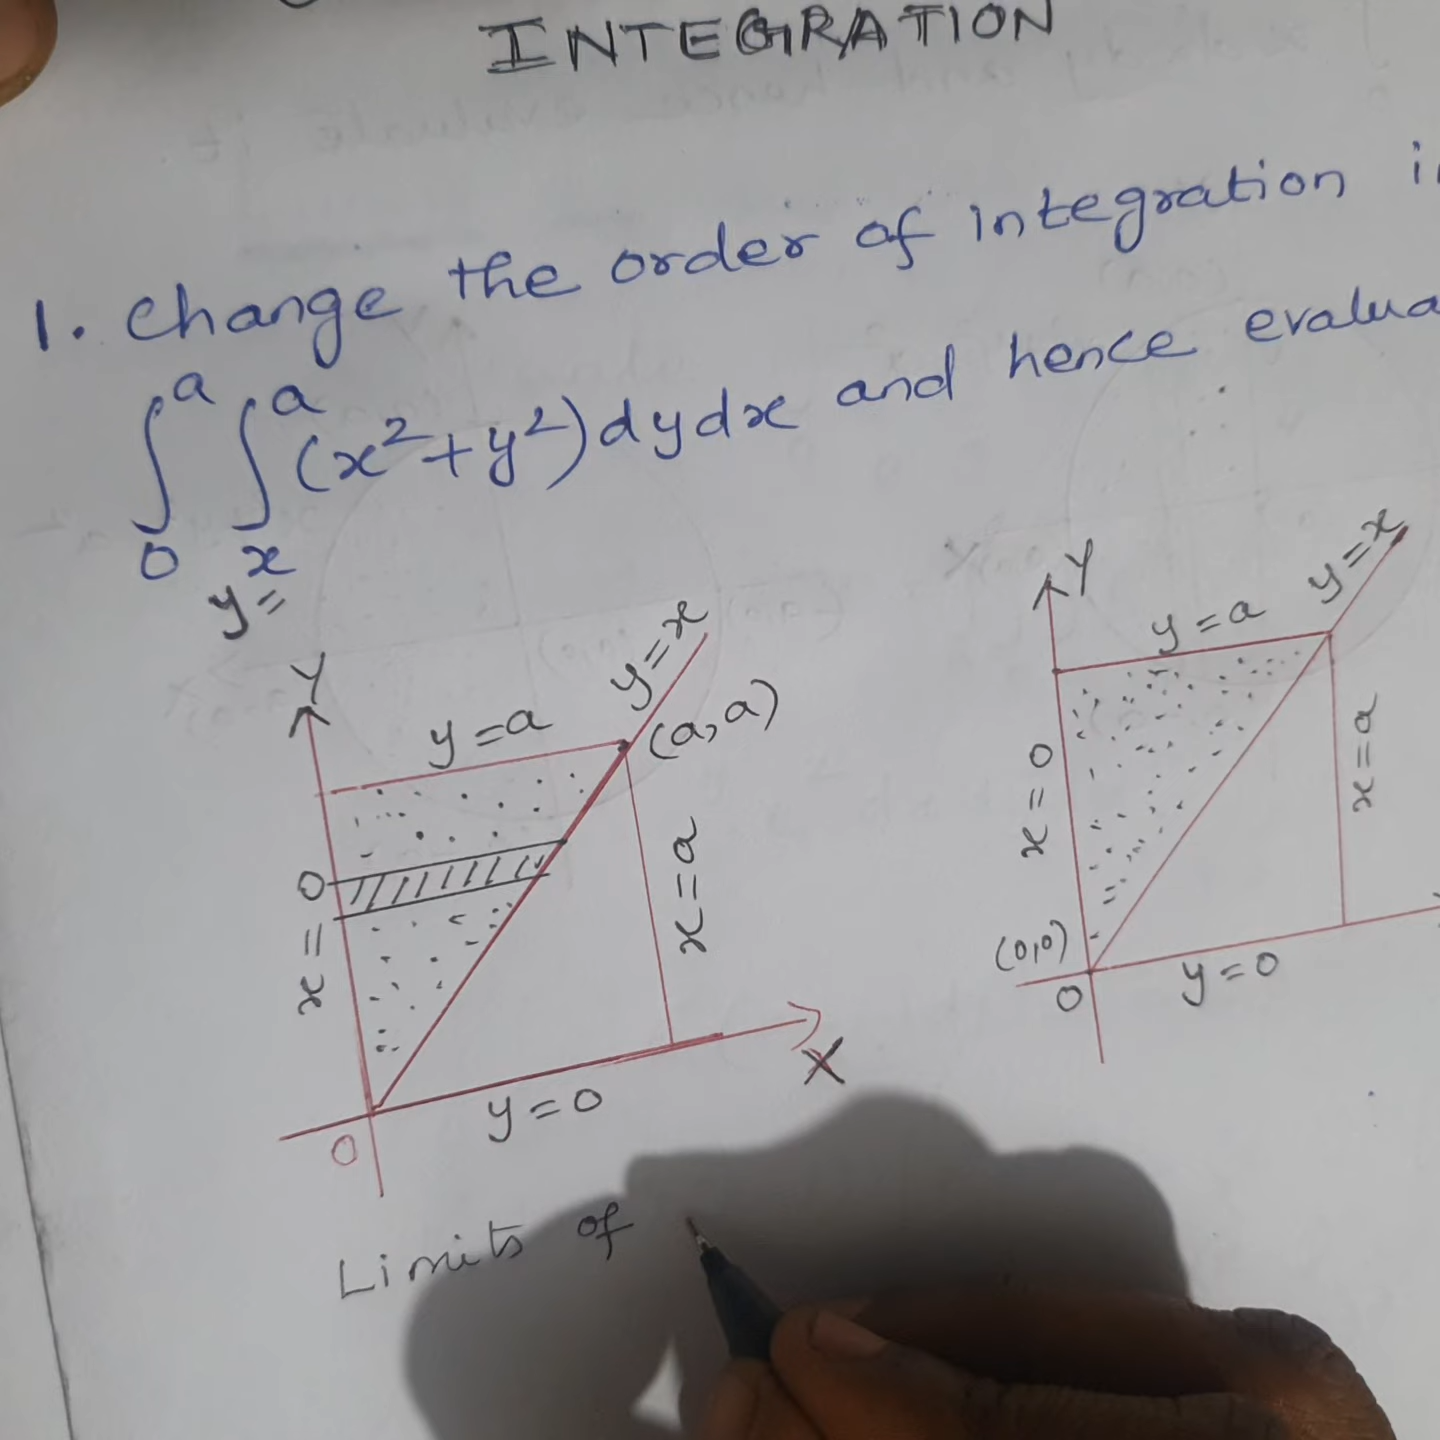 INTEGRATION
1. Change the order of integration
∫₀ᵃ ∫ₓᵃ (x²+y²) dy dx and hence
y=
Y
y=a
y=x
(a,a)
x=0
x=a
O
y=0
X
Y
y=a
y=x
x=0
x=a
(0,0)
O
y=0
Limits of